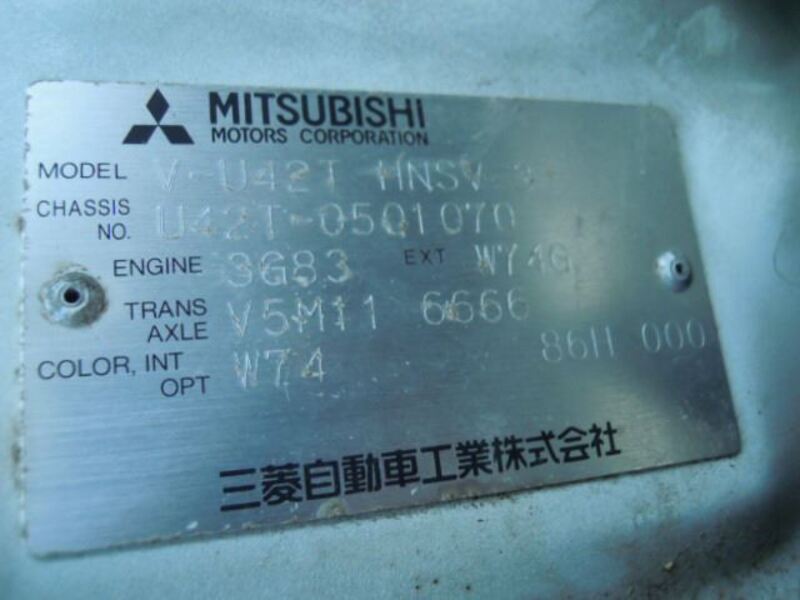 MITSUBISHI
MOTORS CORPORATION
MODEL V-U42T HNSV
CHASSIS NO. U42T-0501070
ENGINE 3G83 EXT W74G
TRANS AXLE V5M11 6666
COLOR, INT OPT W74 86H 000
三菱自動車工業株式会社